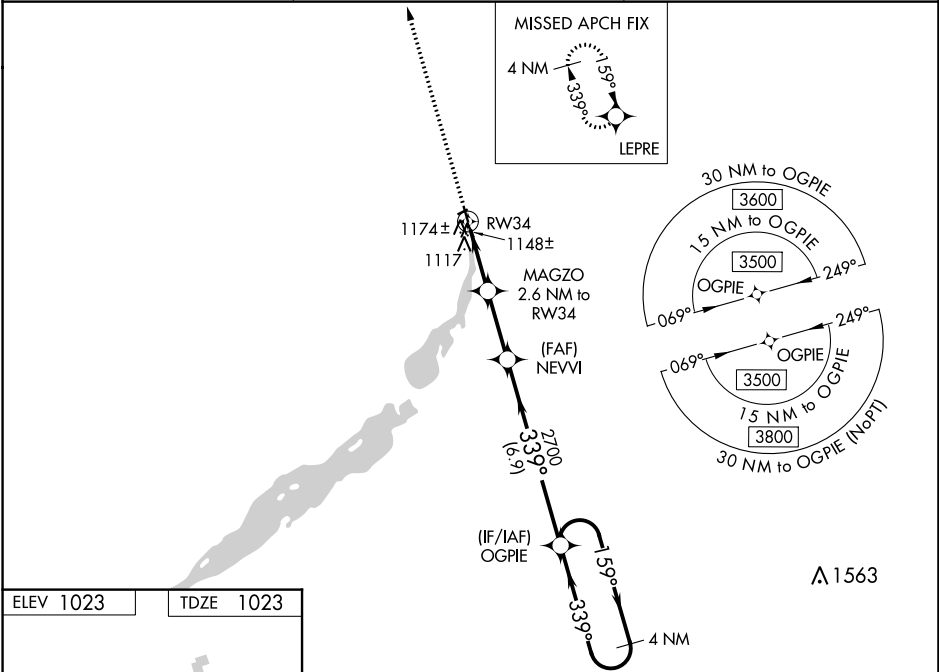 MISSED APCH FIX
4 NM
159°
339°
LEPRE
30 NM to OGPIE
3600
15 NM to OGPIE
3500
OGPIE
249°
069°
1174±
RW34
1148±
1117
MAGZO
2.6 NM to
RW34
(FAF)
NEVVI
249°
069°
OGPIE
3500
15 NM to OGPIE
3800
30 NM to OGPIE (NoPT)
2700
339°
(6.9)
(IF/IAF)
OGPIE
159°
339°
4 NM
1563
ELEV 1023
TDZE 1023